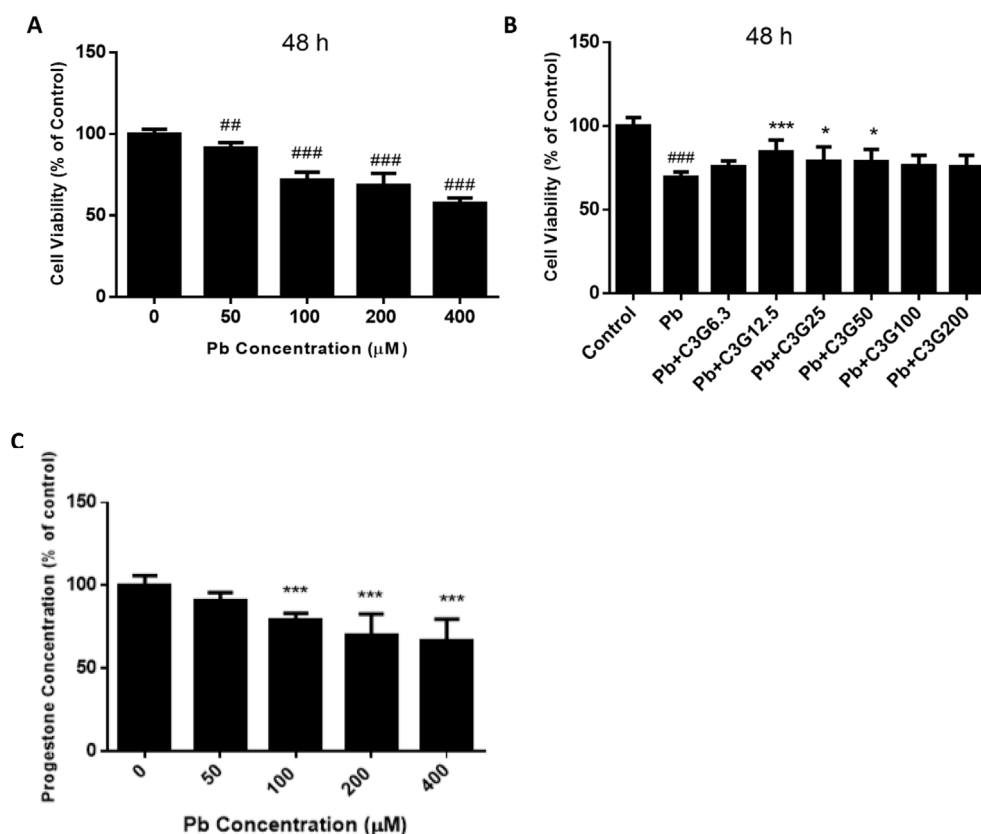 A
48 h
Cell Viability (% of Control)
150
100
50
0
##
###
###
###
0 50 100 200 400
Pb Concentration (μM)
B
48 h
Cell Viability (% of Control)
150
100
50
0
###
***
*
*
Control
Pb
Pb+C3G6.3
Pb+C3G12.5
Pb+C3G25
Pb+C3G50
Pb+C3G100
Pb+C3G200
C
Progestone Concentration (% of control)
150
100
50
0
***
***
***
0 50 100 200 400
Pb Concentration (μM)